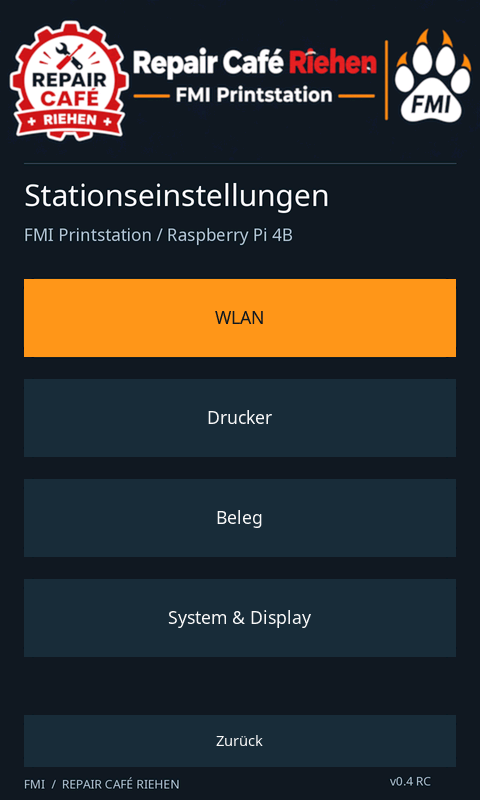 REPAIR
CAFÉ
RIEHEN
Repair Café Riehen
FMI Printstation
FMI
Stationseinstellungen
FMI Printstation / Raspberry Pi 4B
WLAN
Drucker
Beleg
System & Display
Zurück
FMI / REPAIR CAFÉ RIEHEN
v0.4 RC